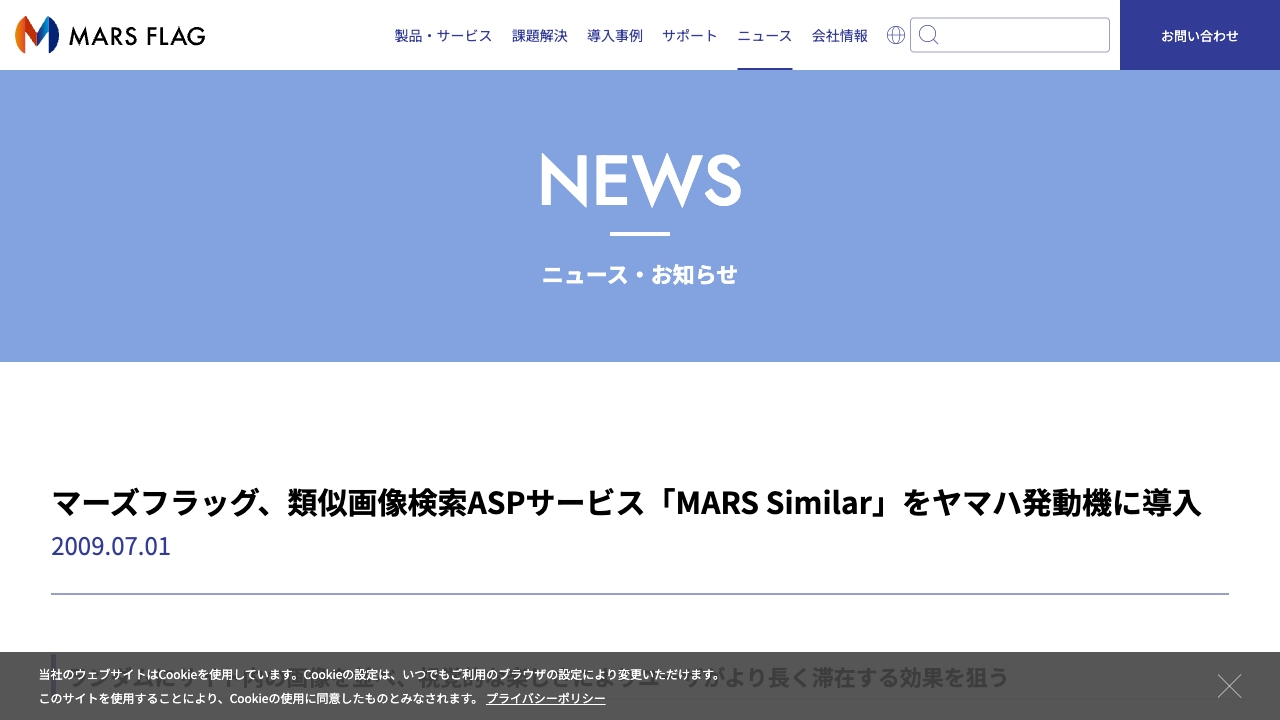 MARS FLAG
製品・サービス 課題解決 導入事例 サポート ニュース 会社情報 お問い合わせ
NEWS
ニュース・お知らせ
マーズフラッグ、類似画像検索ASPサービス「MARS Similar」をヤマハ発動機に導入
2009.07.01
がより長く滞在する効果を狙う
当社のウェブサイトはCookieを使用しています。Cookieの設定は、いつでもご利用のブラウザの設定により変更いただけます。
このサイトを使用することにより、Cookieの使用に同意したものとみなされます。 プライバシーポリシー